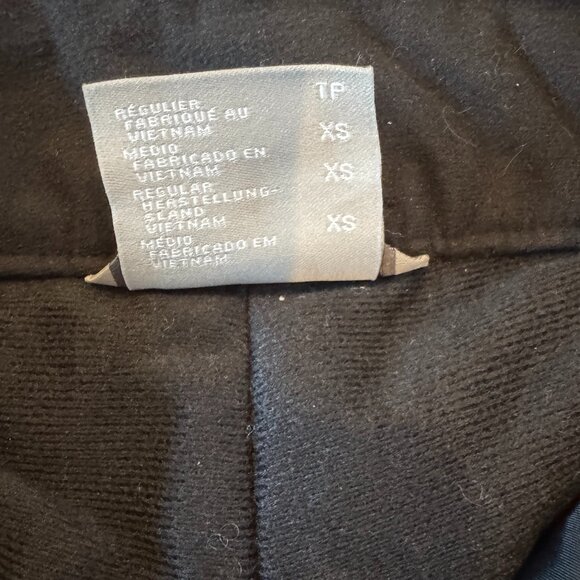 RÉGULIER TP
FABRIQUÉ AU
VIETNAM XS
MEDIO
FABRICADO EN
VIETNAM XS
REGULAR
HERSTELLUNG-
SLAND
VIETNAM XS
MÉDIO
FABRICADO EM
VIETNAM